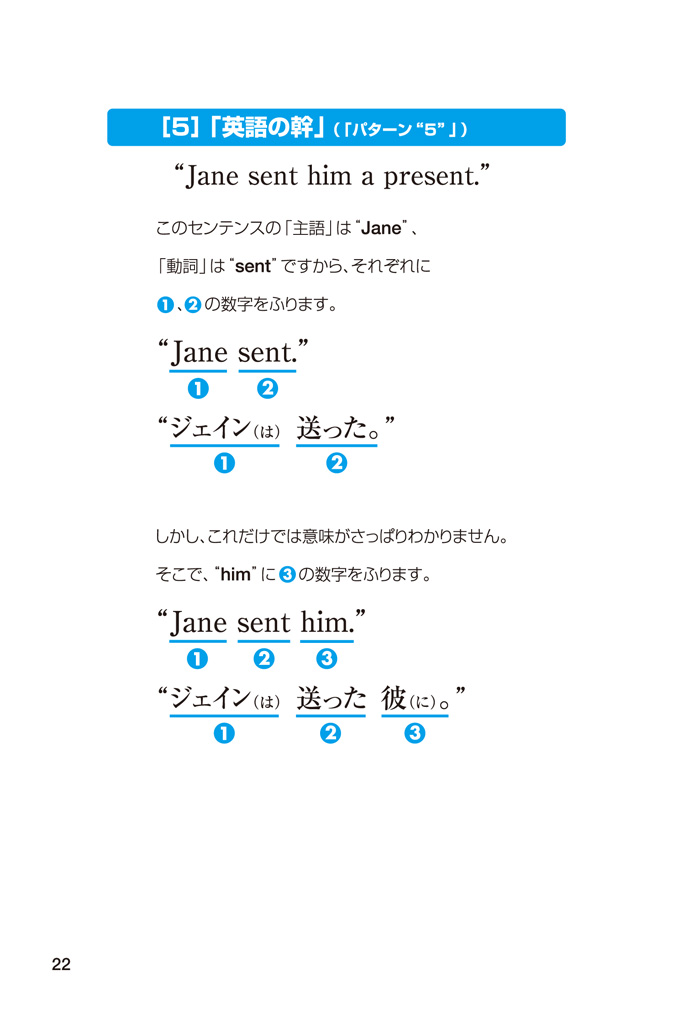 ［5］「英語の幹」（「パターン“5”」）
“Jane sent him a present.”
このセンテンスの「主語」は“Jane”、
「動詞」は“sent”ですから、それぞれに
❶、❷の数字をふります。
“Jane sent.”
❶ ❷
“ジェイン（は） 送った。”
❶ ❷
しかし、これだけでは意味がさっぱりわかりません。
そこで、“him”に❸の数字をふります。
“Jane sent him.”
❶ ❷ ❸
“ジェイン（は） 送った 彼（に）。”
❶ ❷ ❸
22